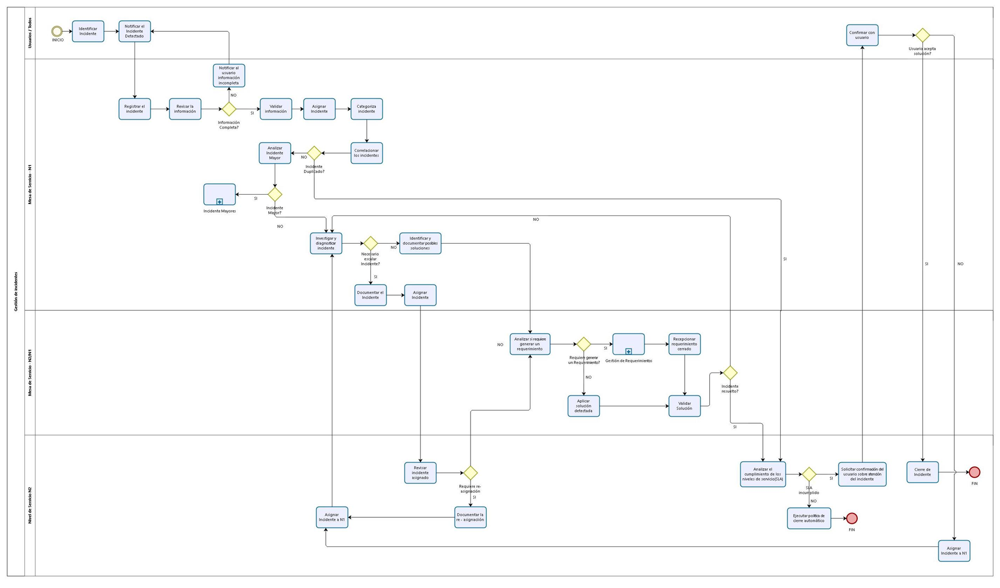 Gestión de incidentes
Usuarios / Todos
INICIO
Identificar
Incidente
Notificar el
Incidente
Detectado
Confirmar con
usuario
Usuario acepta
solución?
Mesa de Servicio - N1
Notificar al
usuario
información
incompleta
NO
Registrar el
incidente
Revisar la
información
Información
Completa?
SI
Validar
información
Asignar
Incidente
Categoriza
incidente
Correlacionar
los incidentes
Incidente
Duplicado?
NO
Analizar
Incidente
Mayor
Incidente
Mayor?
SI
Incidente Mayores
NO
NO
Investigar y
diagnosticar
incidente
Necesario
escalar
Incidente?
NO
Identificar y
documentar posibles
soluciones
SI
SI
SI
NO
Documentar el
Incidente
Asignar
Incidente
Mesa de Servicio - N2/N1
NO
Analizar si requiere
generar un
requerimiento
Requiere generar
un Requerimiento?
SI
Gestión de Requerimientos
Recepcionar
requerimiento
cerrado
NO
Aplicar
solución
detectada
Validar
Solución
Incidente
resuelto?
SI
Nirel de Servicio N2
Revisar
incidente
asignado
Requiere re-
asignación
SI
Documentar la
re - asignación
Asignar
Incidente a N1
Analizar el
cumplimiento de los
niveles de servicio(SLA)
SLA
incumplido
SI
Solicitar confirmación del
usuario sobre atención
del incidente
NO
Ejecutar política de
cierre automático
FIN
Cierre de
Incidente
FIN
Asignar
Incidente a N1